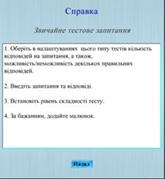 Справка
Звичайне тестове запитання
1. Оберіть в налаштуваннях цього типу тестів кількість
відповідей на запитання, а також,
можливість/неможливість декількох правильних
відповідей.
2. Введіть запитання та відповіді.
3. Встановіть рівень складності тесту.
4. За бажанням, додайте малюнок.
Назад